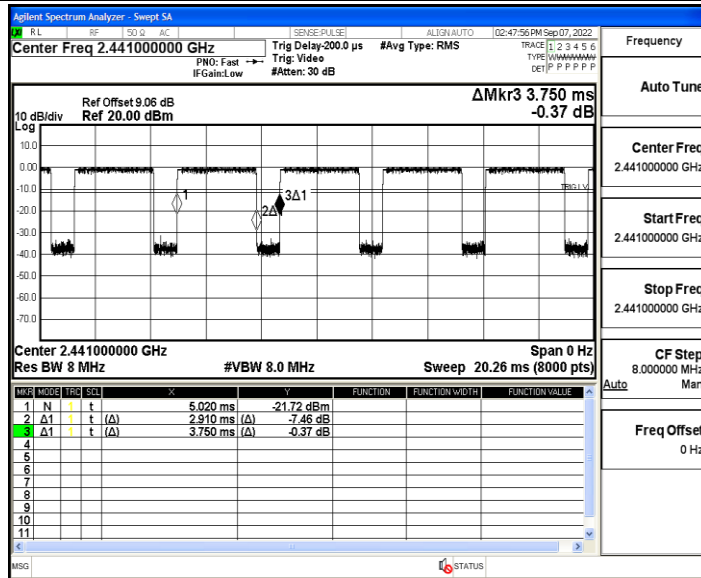 Agilent Spectrum Analyzer - Swept SA
RL RF 50 Ω AC SENSE:PULSE ALIGN AUTO 02:47:56 PM Sep 07, 2022
Center Freq 2.441000000 GHz
PNO: Fast
IFGain:Low
Trig Delay-200.0 µs
Trig: Video
#Atten: 30 dB
#Avg Type: RMS
TRACE 1 2 3 4 5 6
TYPE WWWWWW
DET P P P P P P
Ref Offset 9.06 dB
10 dB/div Ref 20.00 dBm
ΔMkr3 3.750 ms
-0.37 dB
Log
10.0
0.00
-10.0
-20.0
-30.0
-40.0
-50.0
-60.0
-70.0
1
2Δ
3Δ1
TRIG LV
Center 2.441000000 GHz Span 0 Hz
Res BW 8 MHz #VBW 8.0 MHz Sweep 20.26 ms (8000 pts)
MKR MODE TRC SCL X Y FUNCTION FUNCTION WIDTH FUNCTION VALUE
1 N 1 t 5.020 ms -21.72 dBm
2 Δ1 1 t (Δ) 2.910 ms (Δ) -7.46 dB
3 Δ1 1 t (Δ) 3.750 ms (Δ) -0.37 dB
4
5
6
7
8
9
10
11
MSG STATUS
Frequency
Auto Tune
Center Freq
2.441000000 GHz
Start Freq
2.441000000 GHz
Stop Freq
2.441000000 GHz
CF Step
8.000000 MHz
Auto Man
Freq Offset
0 Hz